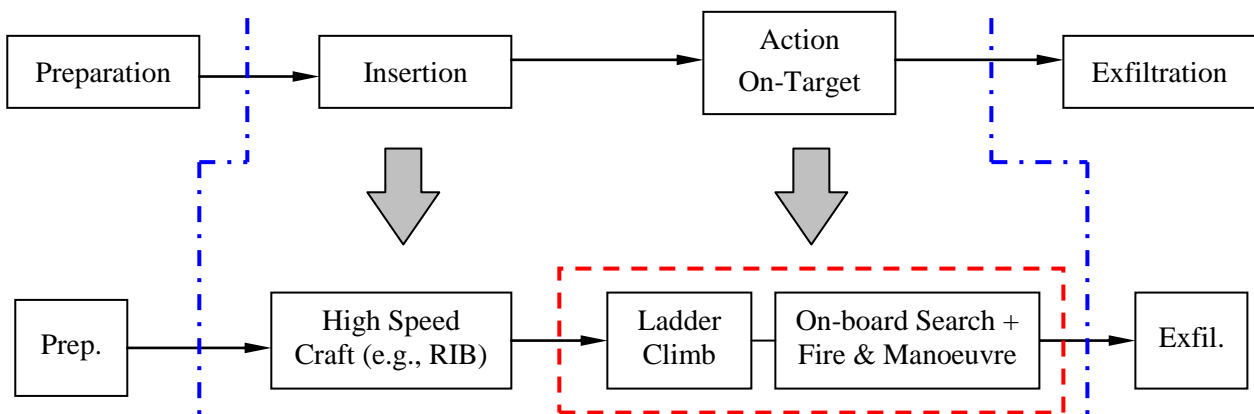 Preparation
Insertion
Action
On-Target
Exfiltration
Prep.
High Speed
Craft (e.g., RIB)
Ladder
Climb
On-board Search +
Fire & Manoeuvre
Exfil.